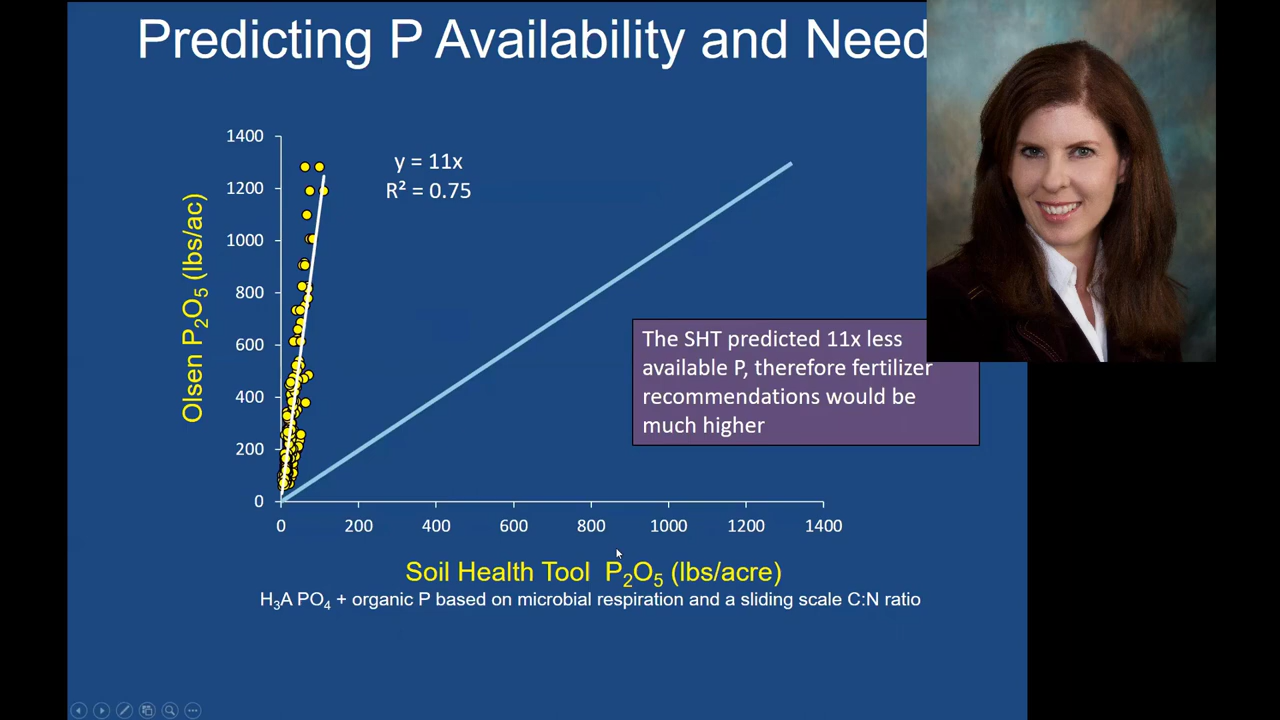 Predicting P Availability and Need
1400
1200
1000
800
600
400
200
0
Olsen P₂O₅ (lbs/ac)
y = 11x
R² = 0.75
The SHT predicted 11x less
available P, therefore fertilizer
recommendations would be
much higher
0 200 400 600 800 1000 1200 1400
Soil Health Tool P₂O₅ (lbs/acre)
H₃A PO₄ + organic P based on microbial respiration and a sliding scale C:N ratio